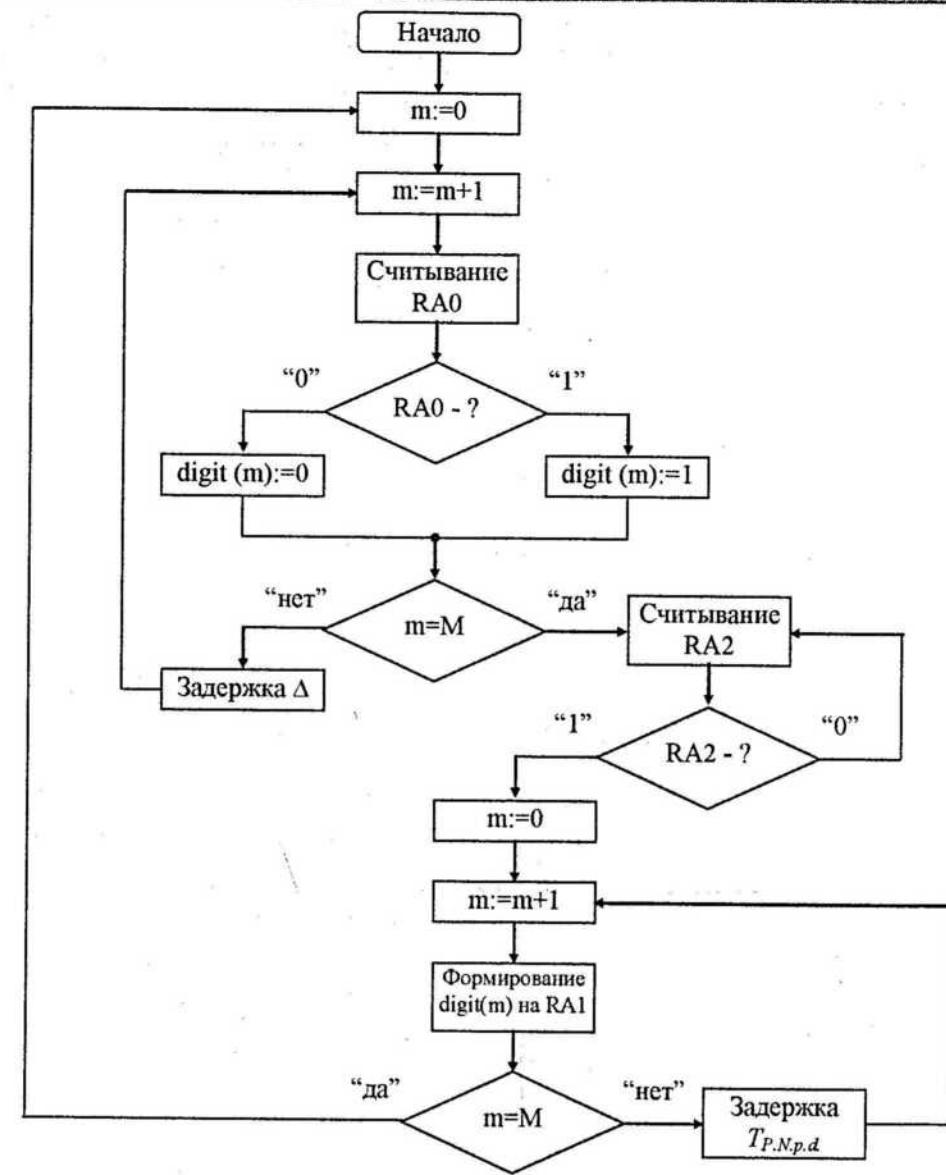 Начало
m:=0
m:=m+1
Считывание
RA0
“0”
“1”
RA0 - ?
digit (m):=0
digit (m):=1
“нет”
“да”
m=M
Считывание
RA2
Задержка Δ
“1”
“0”
RA2 - ?
m:=0
m:=m+1
Формирование
digit(m) на RA1
“да”
“нет”
m=M
Задержка
T_{P.N.p.d.}